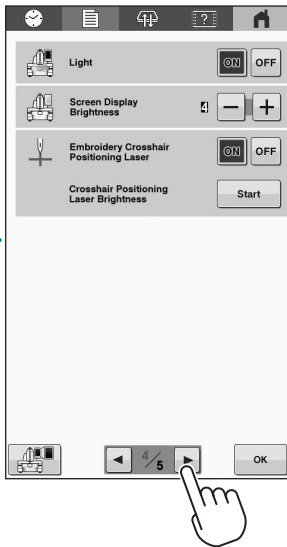 ?
Light
ON OFF
Screen Display
Brightness
4 − +
Embroidery Crosshair
Positioning Laser
ON OFF
Crosshair Positioning
Laser Brightness
Start
4/5
OK